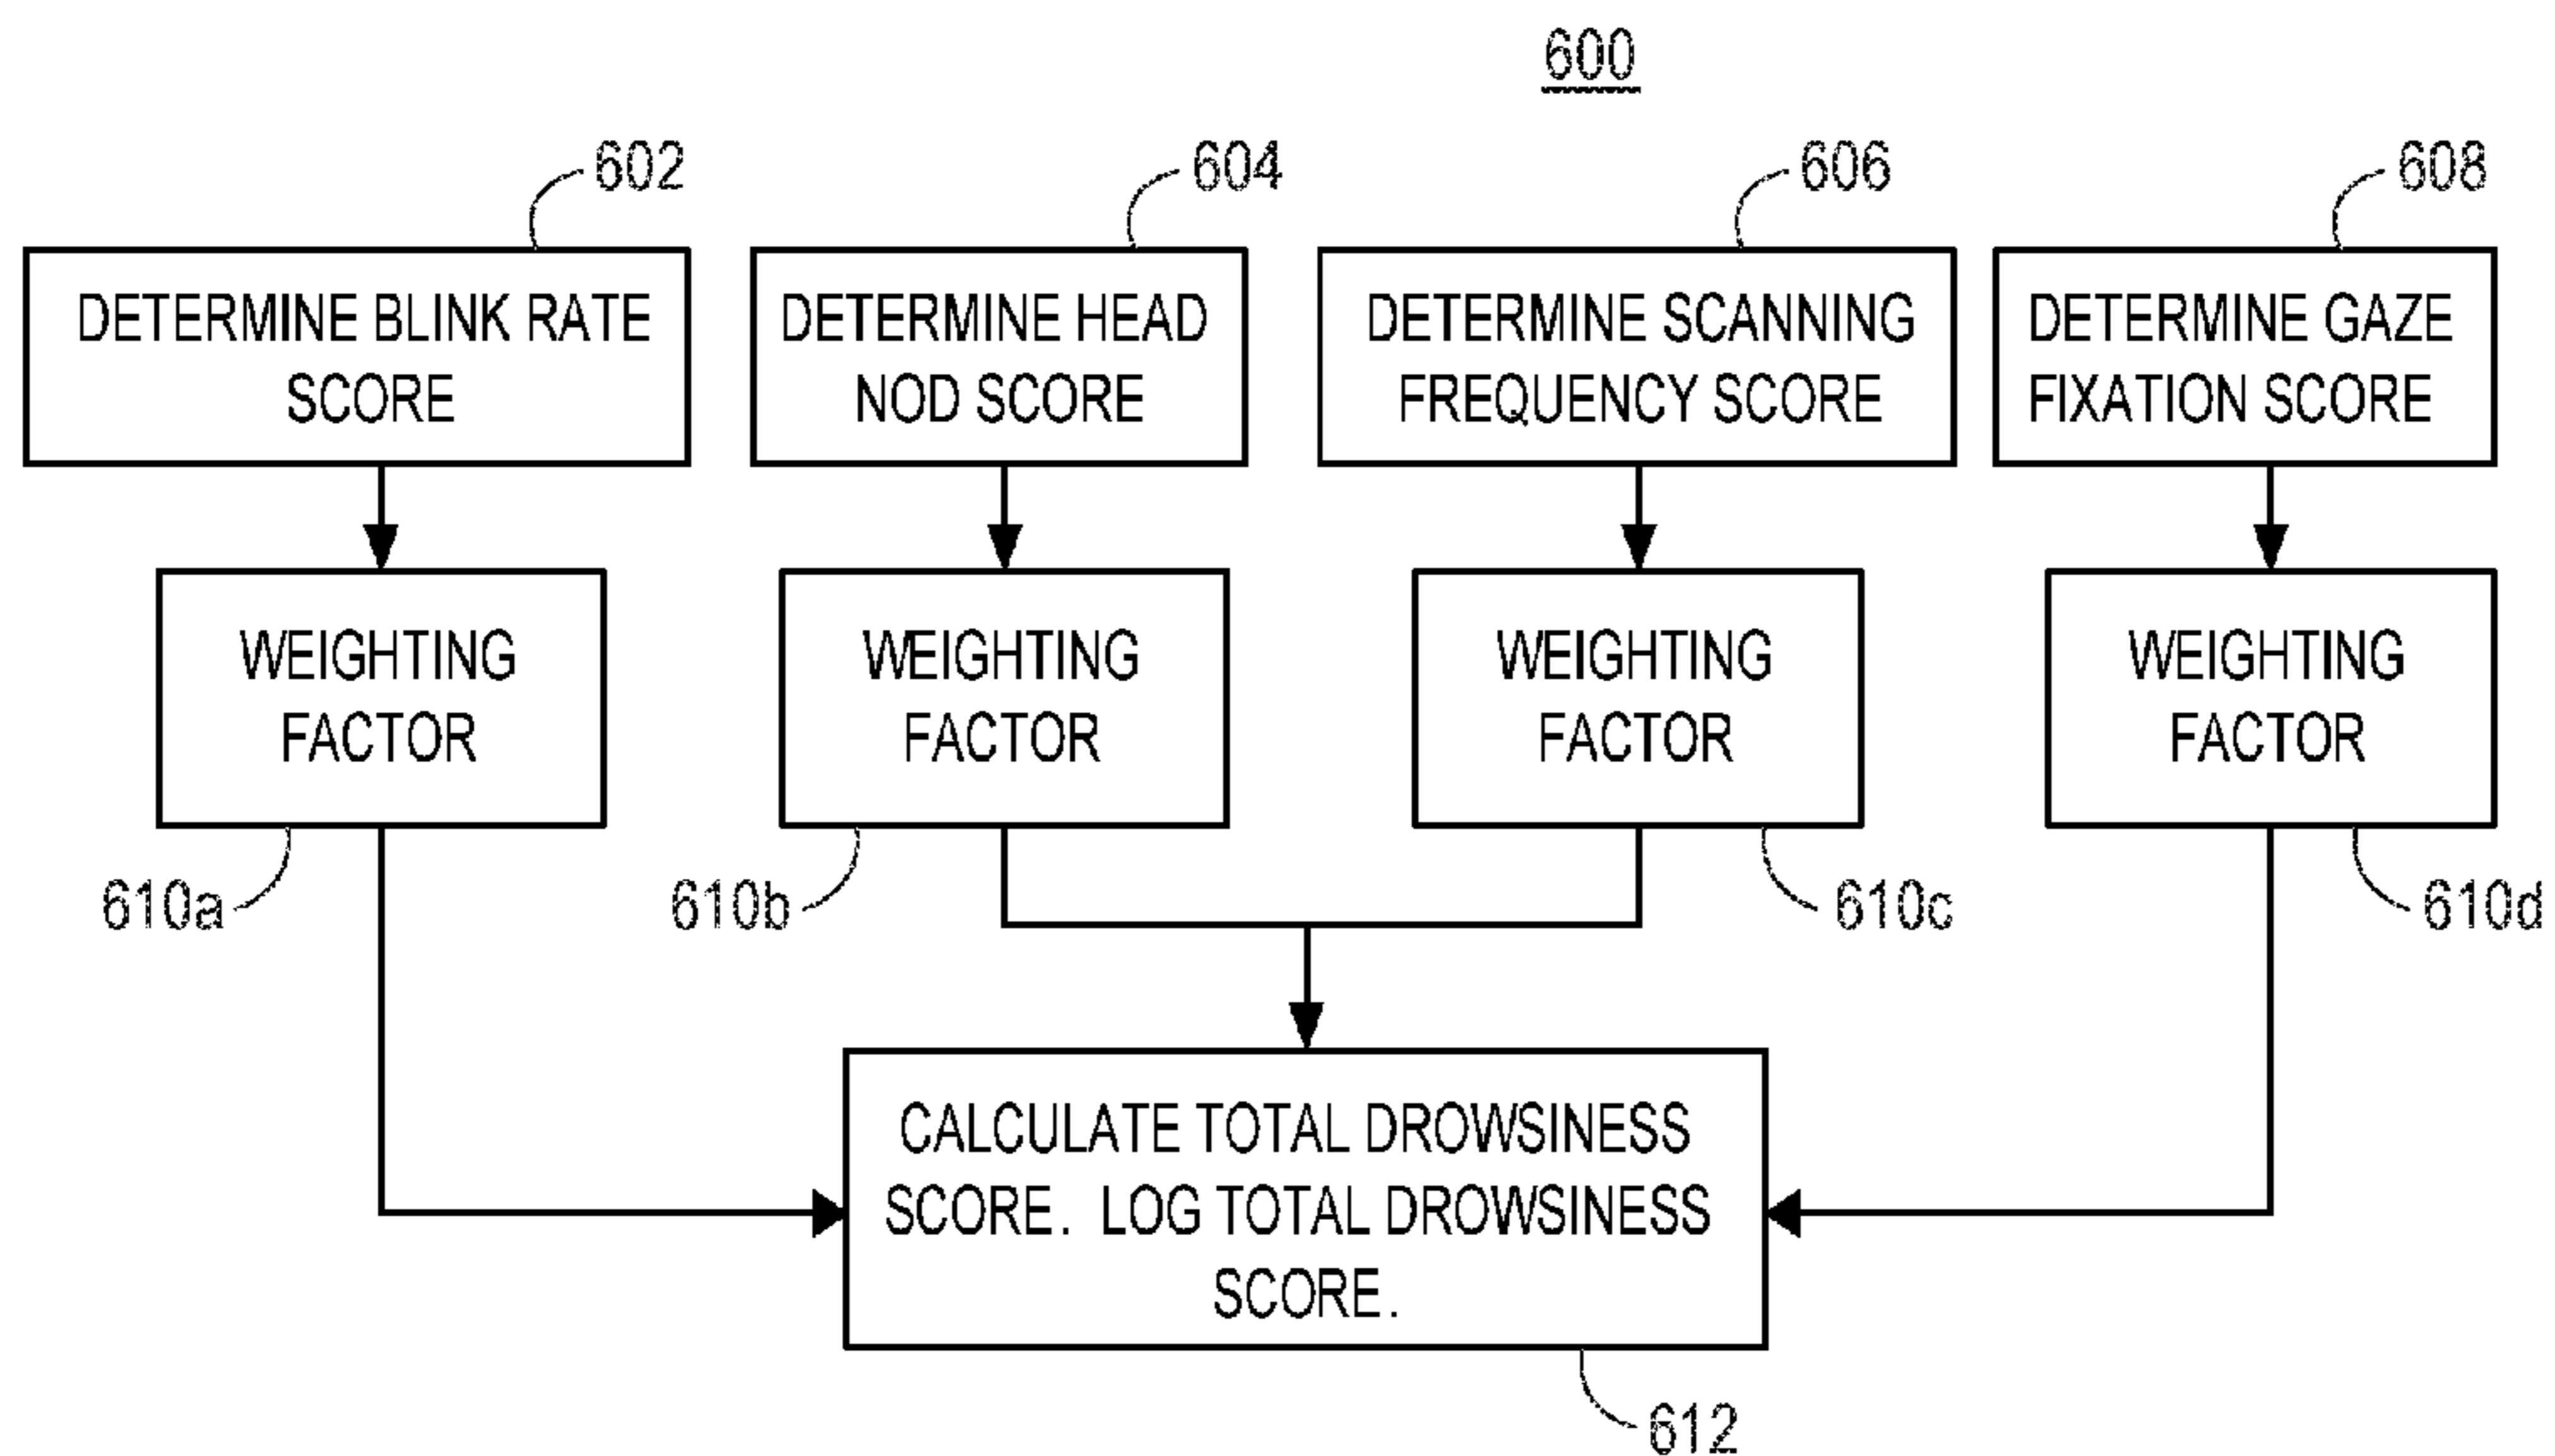 600
602
604
606
608
DETERMINE BLINK RATE
SCORE
DETERMINE HEAD
NOD SCORE
DETERMINE SCANNING
FREQUENCY SCORE
DETERMINE GAZE
FIXATION SCORE
WEIGHTING
FACTOR
WEIGHTING
FACTOR
WEIGHTING
FACTOR
WEIGHTING
FACTOR
610a
610b
610c
610d
CALCULATE TOTAL DROWSINESS
SCORE. LOG TOTAL DROWSINESS
SCORE.
612